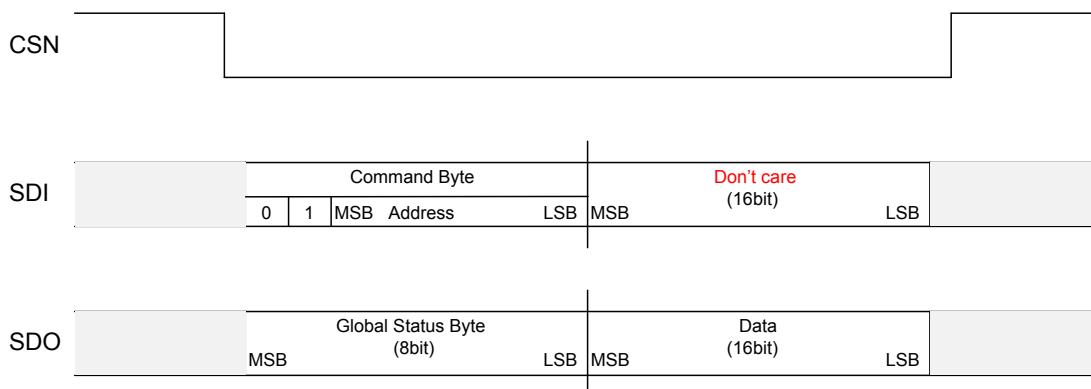 CSN
SDI
Command Byte
0 1 MSB Address LSB
Don't care
(16bit)
MSB LSB
SDO
Global Status Byte
(8bit)
MSB LSB
Data
(16bit)
MSB LSB